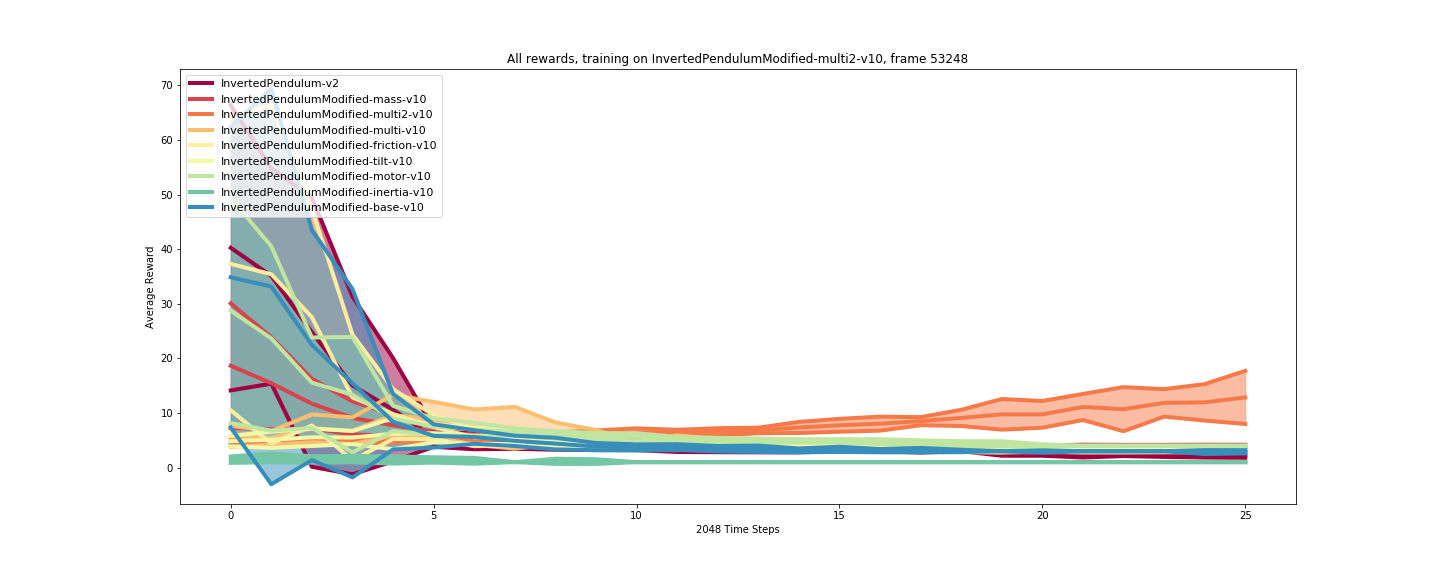 All rewards, training on InvertedPendulumModified-multi2-v10, frame 53248
InvertedPendulum-v2
InvertedPendulumModified-mass-v10
InvertedPendulumModified-multi2-v10
InvertedPendulumModified-multi-v10
InvertedPendulumModified-friction-v10
InvertedPendulumModified-tilt-v10
InvertedPendulumModified-motor-v10
InvertedPendulumModified-inertia-v10
InvertedPendulumModified-base-v10
Average Reward
70
60
50
40
30
20
10
0
0 5 10 15 20 25
2048 Time Steps